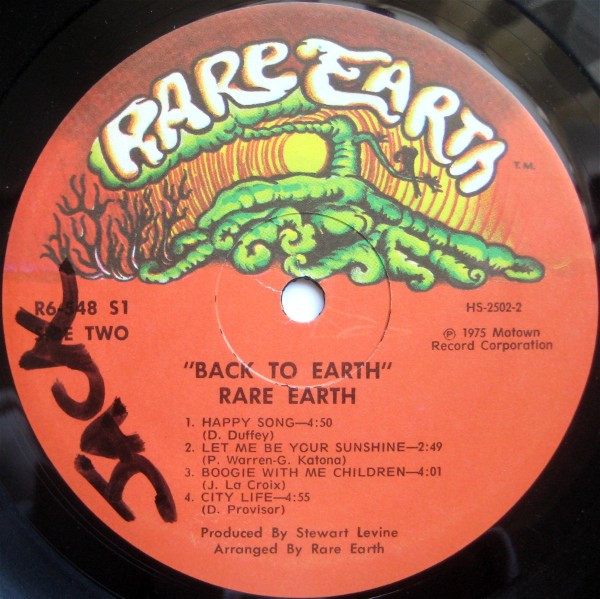 RARE EARTH
T.M.
R6-548 S1
SIDE TWO
HS-2502-2
℗ 1975 Motown
Record Corporation
"BACK TO EARTH"
RARE EARTH
1. HAPPY SONG—4:50
(D. Duffey)
2. LET ME BE YOUR SUNSHINE—2:49
(P. Warren-G. Katona)
3. BOOGIE WITH ME CHILDREN—4:01
(J. La Croix)
4. CITY LIFE—4:55
(D. Provisor)
Produced By Stewart Levine
Arranged By Rare Earth